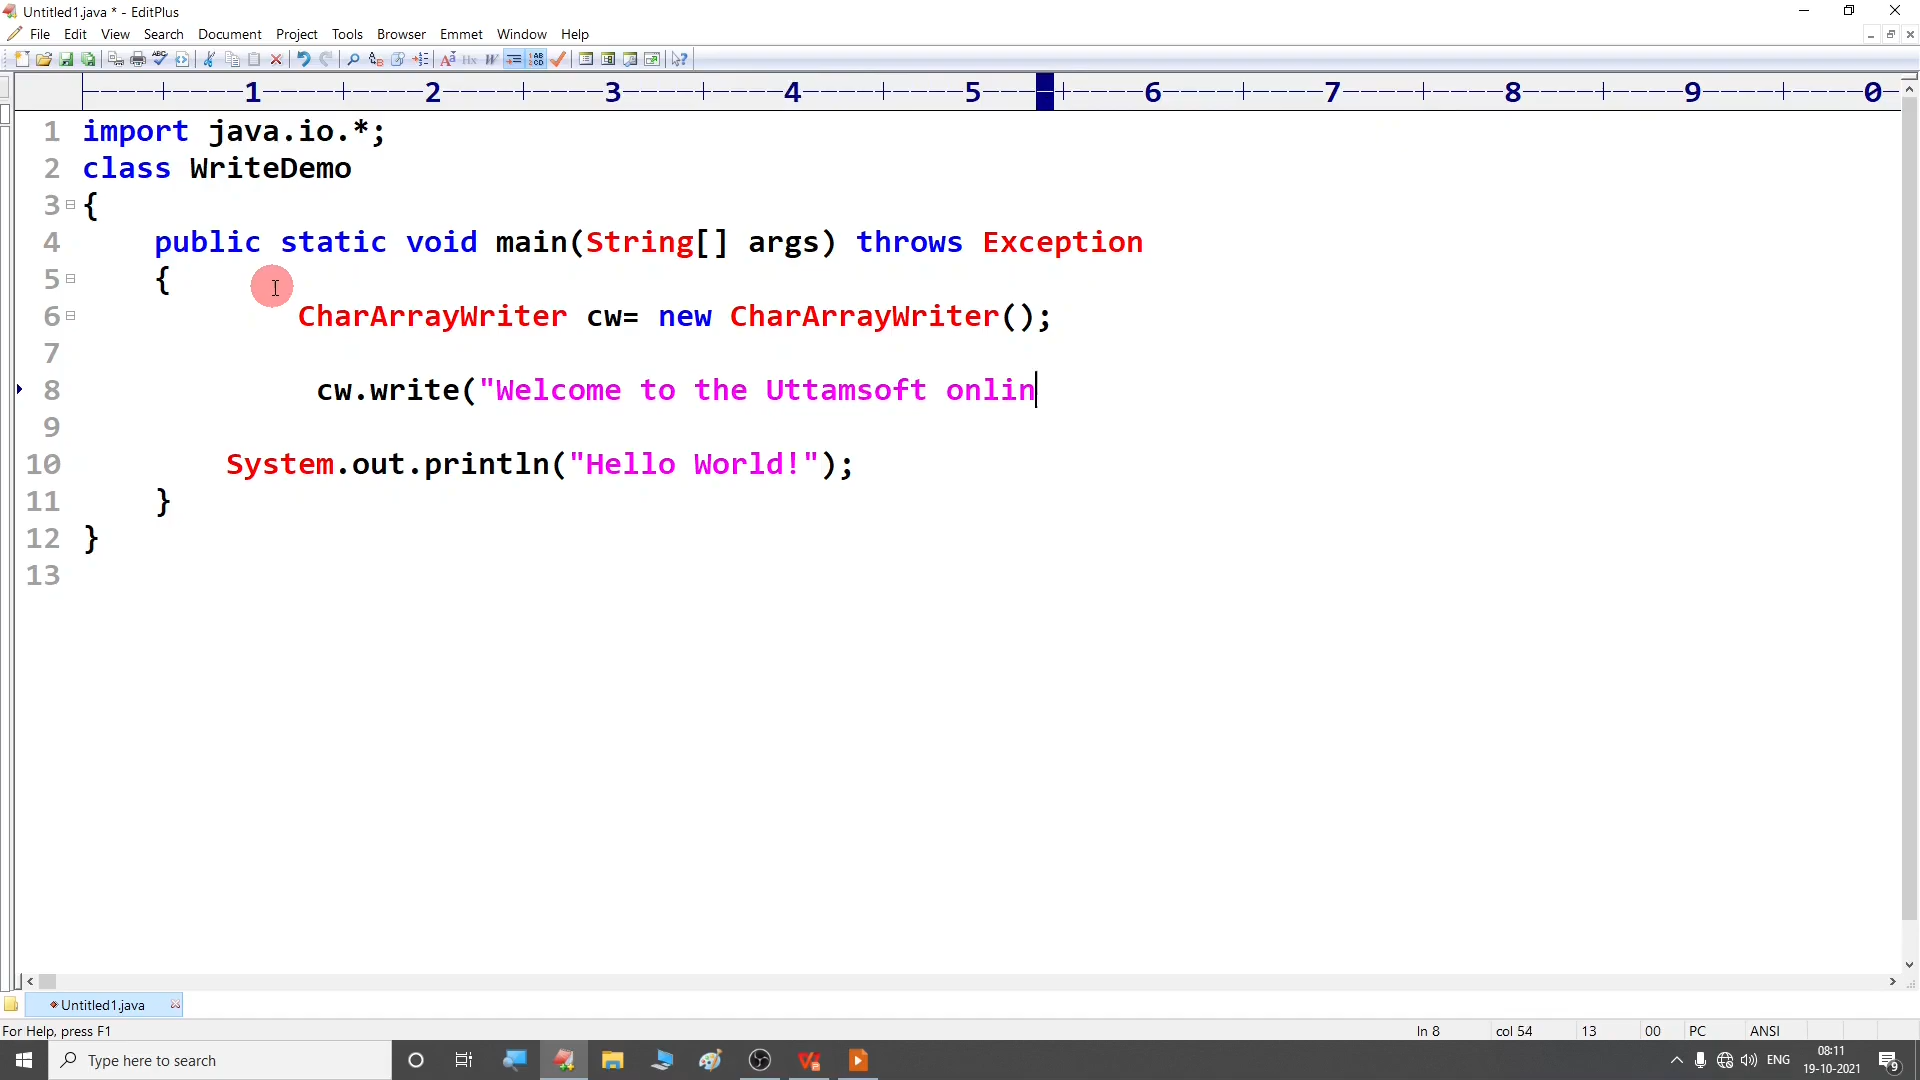 Untitled1.java * - EditPlus
File Edit View Search Document Project Tools Browser Emmet Window Help
1 2 3 4 5 6 7 8 9 0
1 import java.io.*;
2 class WriteDemo
3 {
4 public static void main(String[] args) throws Exception
5 {
6 CharArrayWriter cw= new CharArrayWriter();
7
8 cw.write("Welcome to the Uttamsoft onlin
9
10 System.out.println("Hello World!");
11 }
12 }
13
Untitled1.java
For Help, press F1 ln 8 col 54 13 00 PC ANSI
Type here to search ENG 08:11
19-10-2021 9